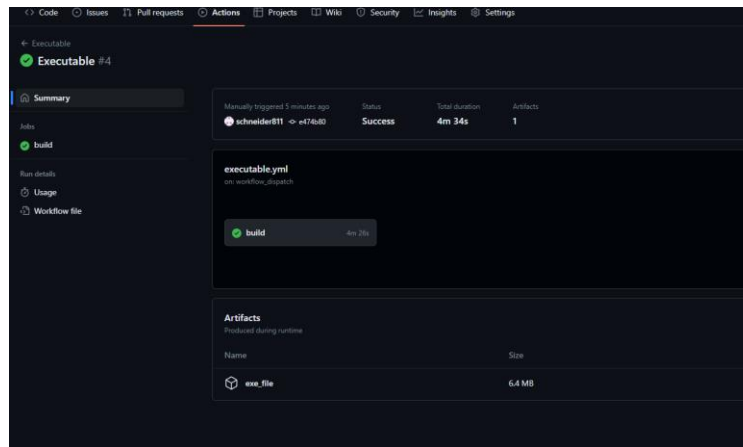 Code Issues Pull requests Actions Projects Wiki Security Insights Settings
← Executable
Executable #4
Summary
Jobs
build
Run details
Usage
Workflow file
Manually triggered 5 minutes ago Status Total duration Artifacts
schneider811 e474b80 Success 4m 34s 1
executable.yml
on: workflow_dispatch
build 4m 26s
Artifacts
Produced during runtime
Name Size
exe_file 6.4 MB